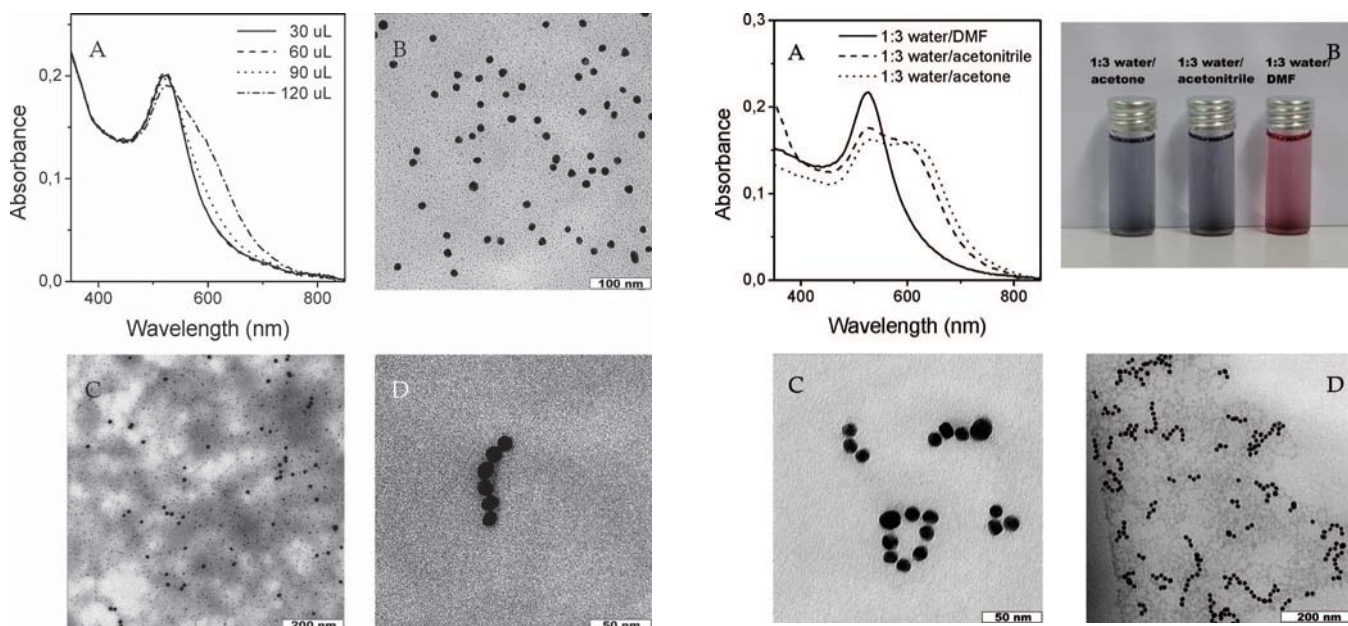 A
30 uL
60 uL
90 uL
120 uL
0,2
0,1
0,0
400 600 800
Absorbance
Wavelength (nm)
B
100 nm
C
200 nm
D
50 nm
A
1:3 water/DMF
1:3 water/acetonitrile
1:3 water/acetone
0,3
0,2
0,1
0,0
400 600 800
Absorbance
Wavelength (nm)
B
1:3 water/ 1:3 water/ 1:3 water/
acetone acetonitrile DMF
C
50 nm
D
200 nm